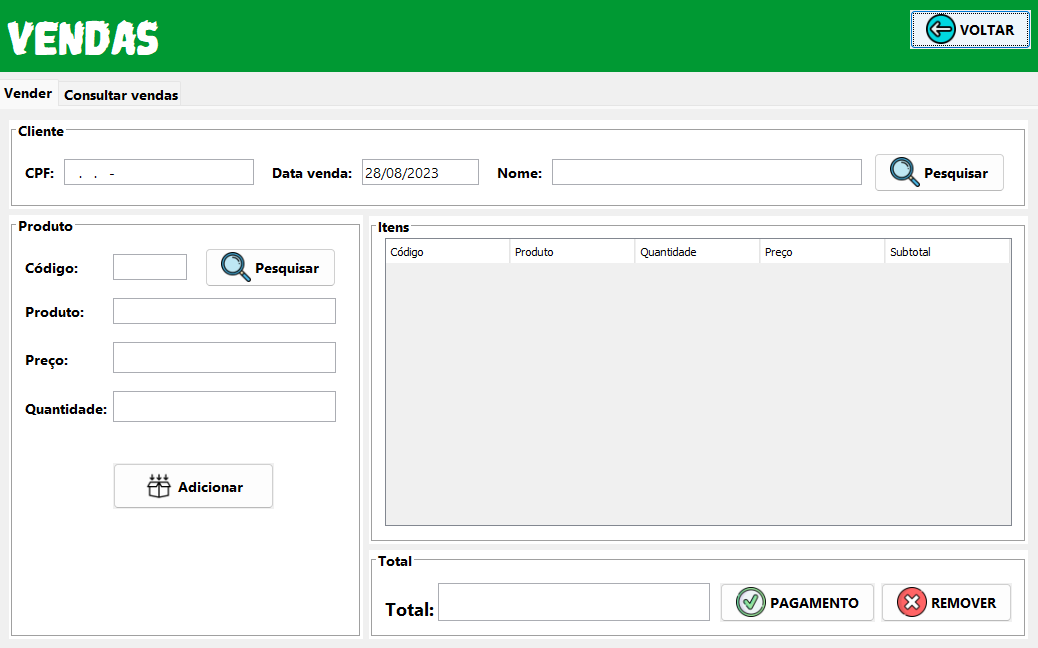 VENDAS
VOLTAR
Vender Consultar vendas
Cliente
CPF: . . - Data venda: 28/08/2023 Nome: Pesquisar
Produto
Código: Pesquisar
Produto:
Preço:
Quantidade:
Adicionar
Itens
Código Produto Quantidade Preço Subtotal
Total
Total: PAGAMENTO REMOVER